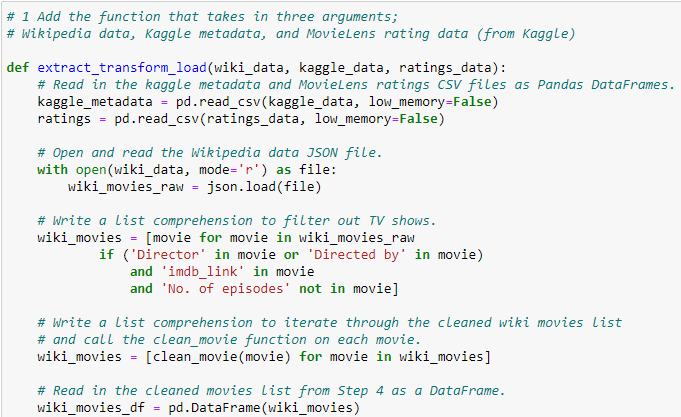 # 1 Add the function that takes in three arguments;
# Wikipedia data, Kaggle metadata, and MovieLens rating data (from Kaggle)
def extract_transform_load(wiki_data, kaggle_data, ratings_data):
# Read in the kaggle metadata and MovieLens ratings CSV files as Pandas DataFrames.
kaggle_metadata = pd.read_csv(kaggle_data, low_memory=False)
ratings = pd.read_csv(ratings_data, low_memory=False)
# Open and read the Wikipedia data JSON file.
with open(wiki_data, mode='r') as file:
wiki_movies_raw = json.load(file)
# Write a list comprehension to filter out TV shows.
wiki_movies = [movie for movie in wiki_movies_raw
if ('Director' in movie or 'Directed by' in movie)
and 'imdb_link' in movie
and 'No. of episodes' not in movie]
# Write a list comprehension to iterate through the cleaned wiki movies list
# and call the clean_movie function on each movie.
wiki_movies = [clean_movie(movie) for movie in wiki_movies]
# Read in the cleaned movies list from Step 4 as a DataFrame.
wiki_movies_df = pd.DataFrame(wiki_movies)